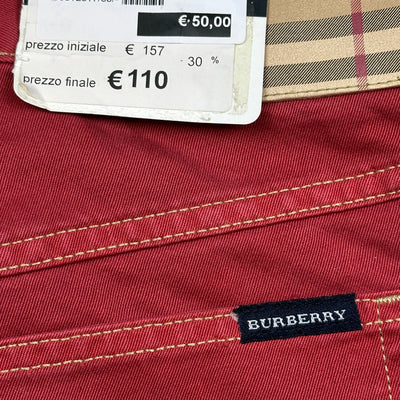 €·50,00
prezzo iniziale € 157
- 30 %
prezzo finale €110
BURBERRY